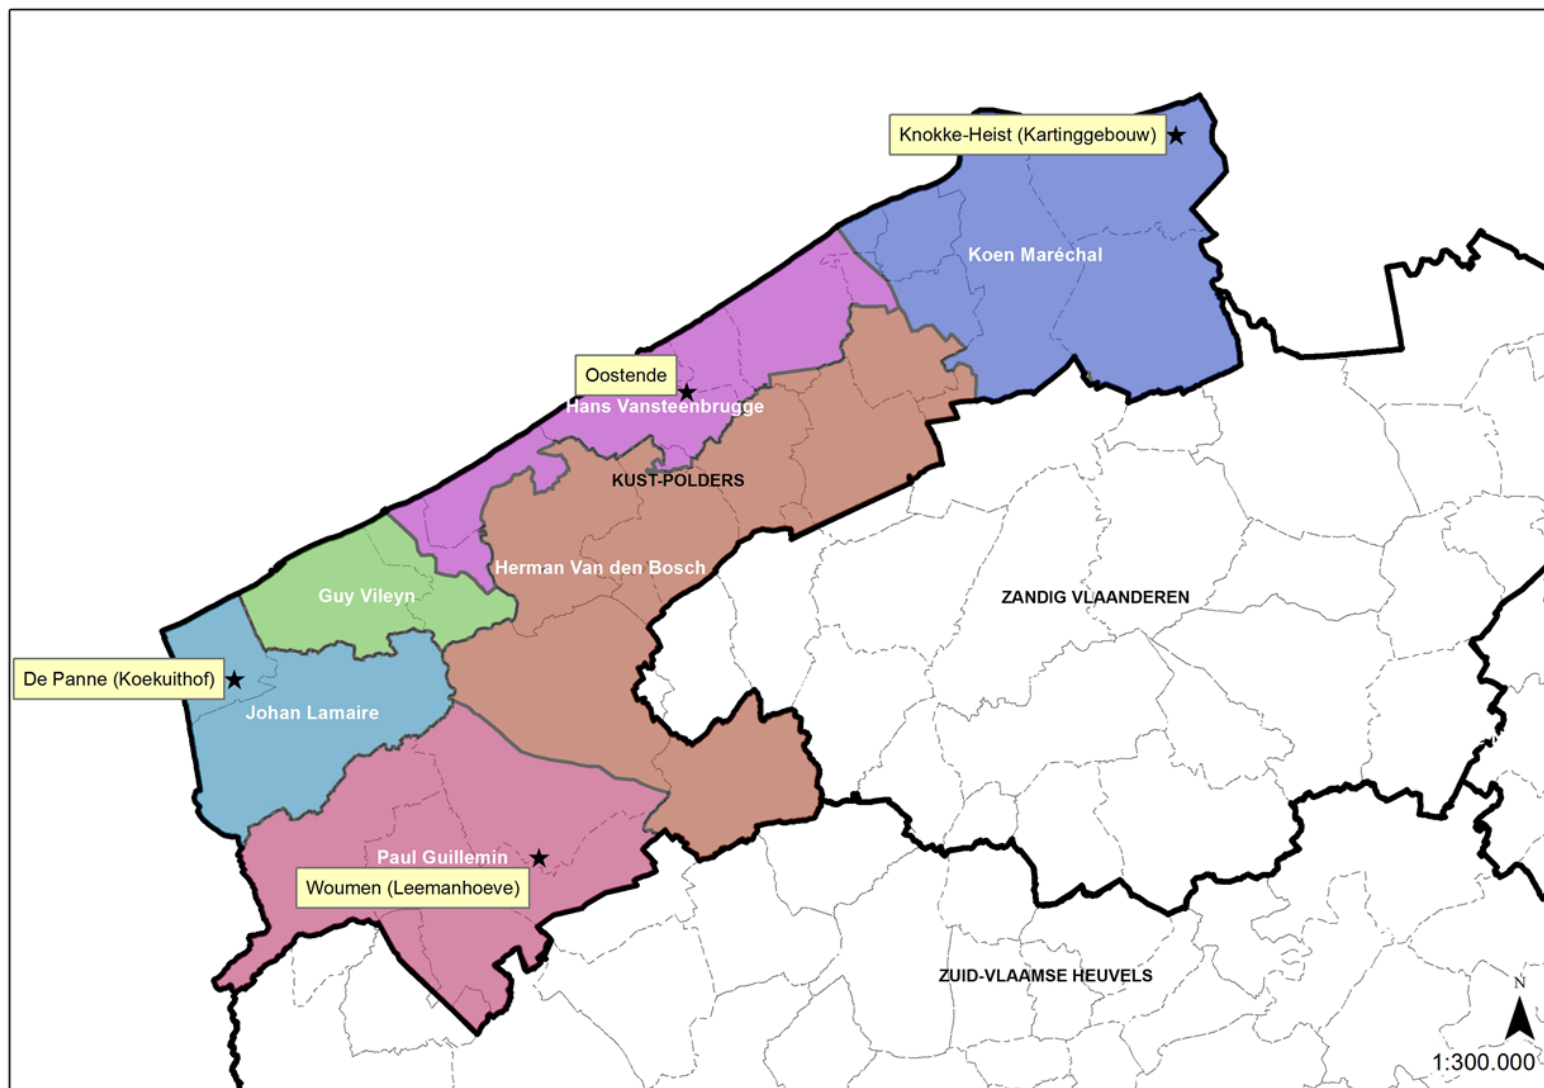 Knokke-Heist (Kartinggebouw)
Koen Maréchal
Oostende
Hans Vansteenbrugge
KUST-POLDERS
Herman Van den Bosch
Guy Vileyn
ZANDIG VLAANDEREN
De Panne (Koekuithof)
Johan Lamaire
Paul Guillemin
Woumen (Leemanhoeve)
ZUID-VLAAMSE HEUVELS
N
1:300.000